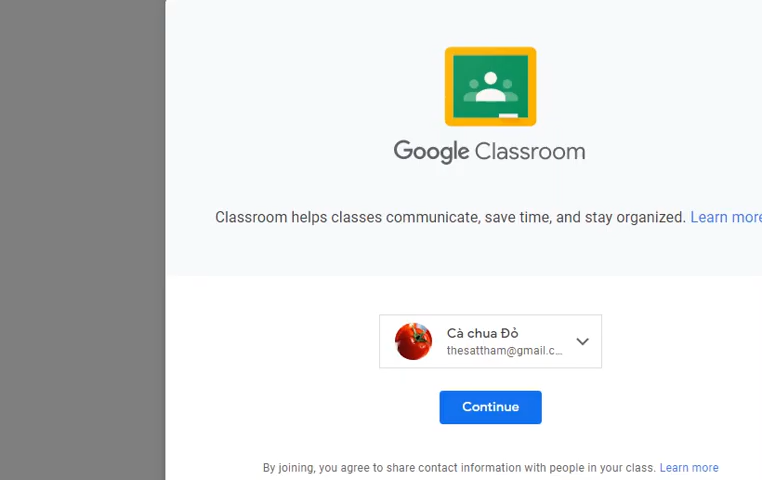 Google Classroom
Classroom helps classes communicate, save time, and stay organized. Learn more
Cà chua Đỏ
thesattham@gmail.c...
Continue
By joining, you agree to share contact information with people in your class. Learn more